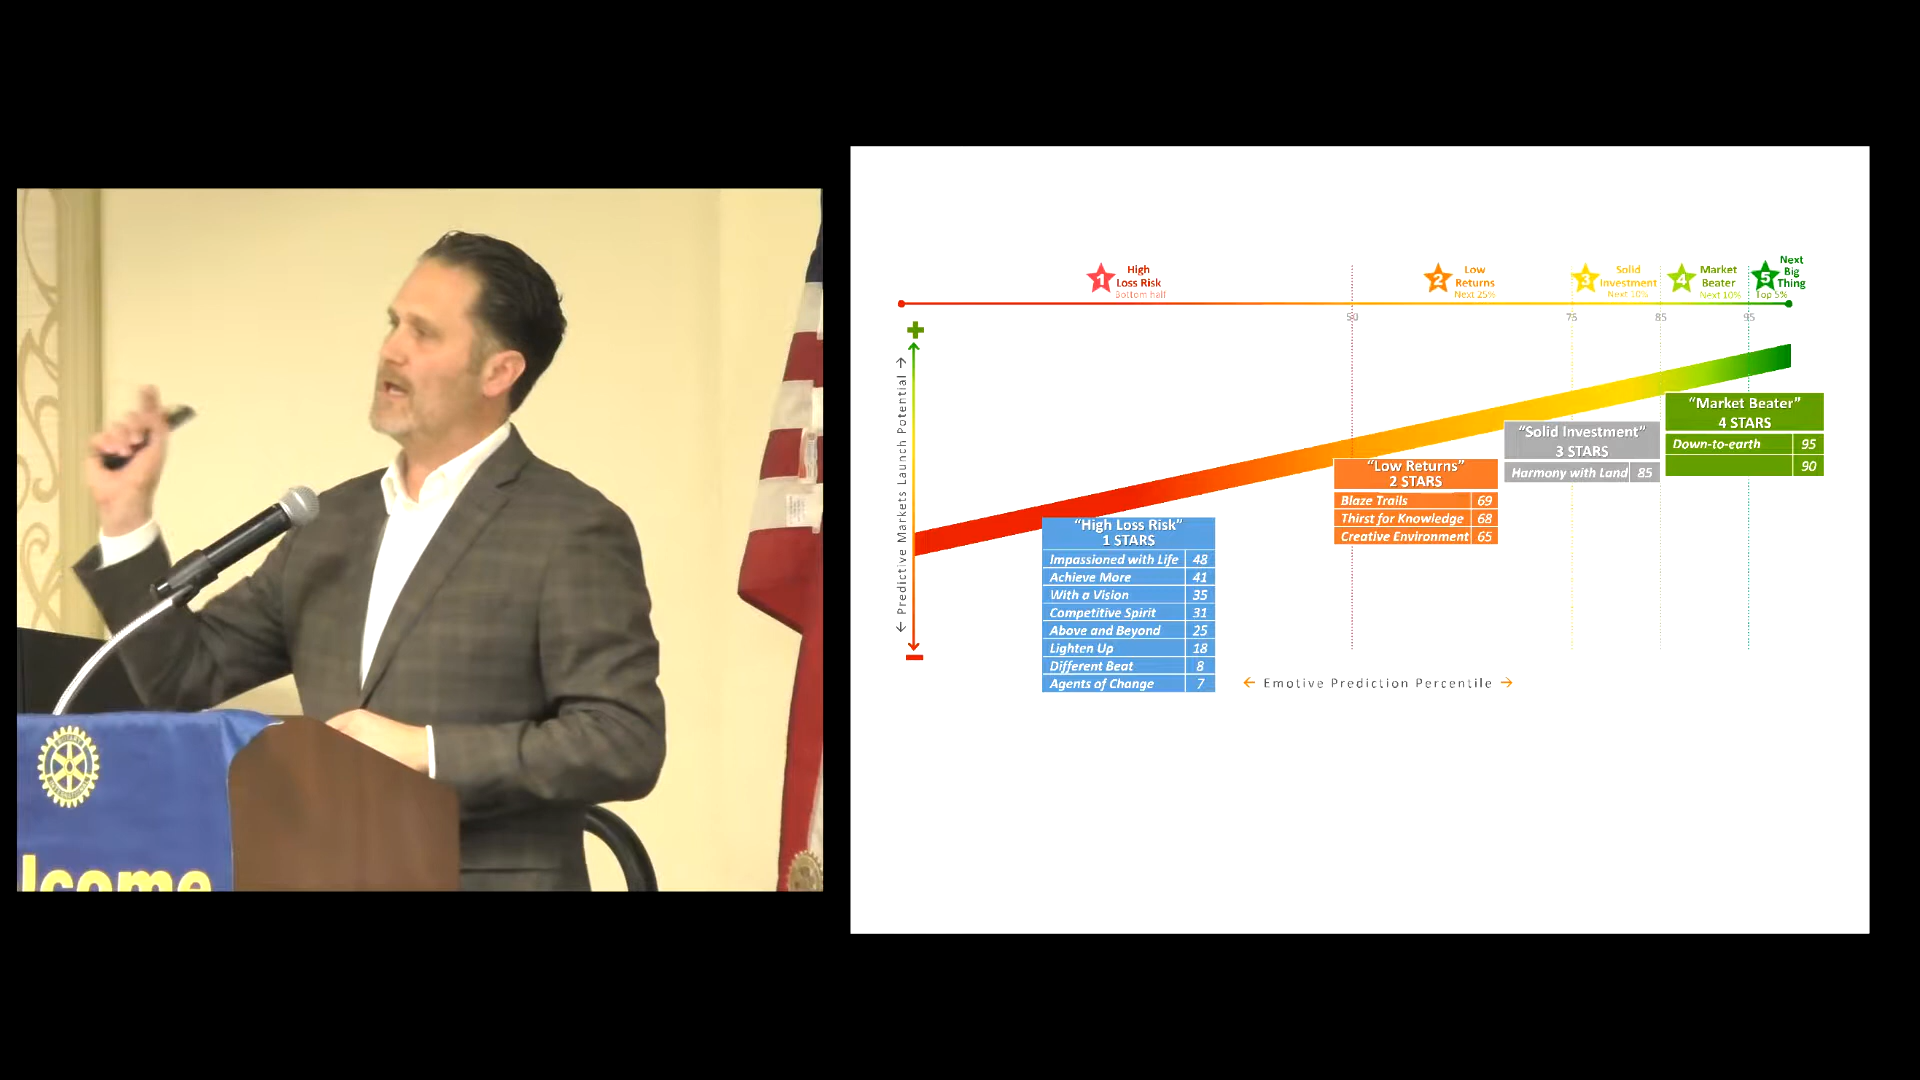 lcome
1
High
Loss Risk
Bottom half
2
Low
Returns
Next 25%
3
Solid
Investment
Next 10%
4
Market
Beater
Next 10%
5
Next
Big
Thing
Top 5%
50
75
85
95
← Predictive Markets Launch Potential →
"Market Beater"
4 STARS
Down-to-earth 95
90
"Solid Investment"
3 STARS
Harmony with Land 85
"Low Returns"
2 STARS
Blaze Trails 69
Thirst for Knowledge 68
Creative Environment 65
"High Loss Risk"
1 STARS
Impassioned with Life 48
Achieve More 41
With a Vision 35
Competitive Spirit 31
Above and Beyond 25
Lighten Up 18
Different Beat 8
Agents of Change 7
← Emotive Prediction Percentile →